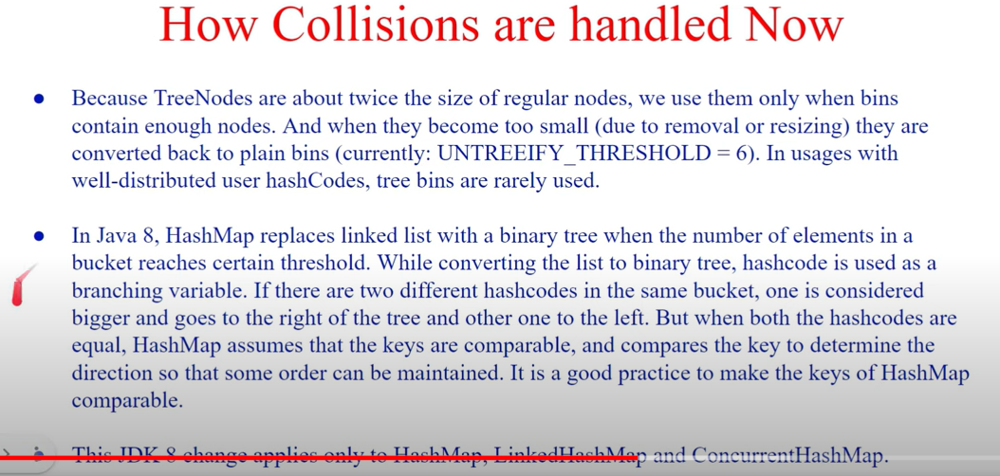 How Collisions are handled Now
● Because TreeNodes are about twice the size of regular nodes, we use them only when bins
contain enough nodes. And when they become too small (due to removal or resizing) they are
converted back to plain bins (currently: UNTREEIFY_THRESHOLD = 6). In usages with
well-distributed user hashCodes, tree bins are rarely used.
● In Java 8, HashMap replaces linked list with a binary tree when the number of elements in a
bucket reaches certain threshold. While converting the list to binary tree, hashcode is used as a
branching variable. If there are two different hashcodes in the same bucket, one is considered
bigger and goes to the right of the tree and other one to the left. But when both the hashcodes are
equal, HashMap assumes that the keys are comparable, and compares the key to determine the
direction so that some order can be maintained. It is a good practice to make the keys of HashMap
comparable.
● This JDK 8 change applies only to HashMap, LinkedHashMap and ConcurrentHashMap.